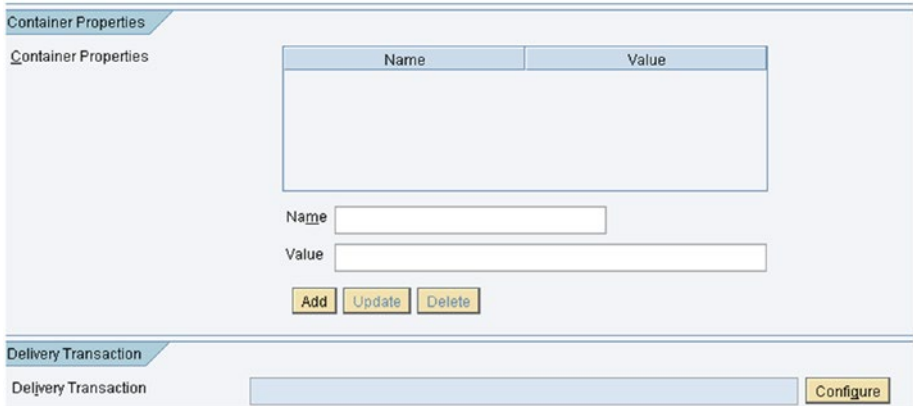 Container Properties
Container Properties
Name Value
Name
Value
Add Update Delete
Delivery Transaction
Delivery Transaction Configure